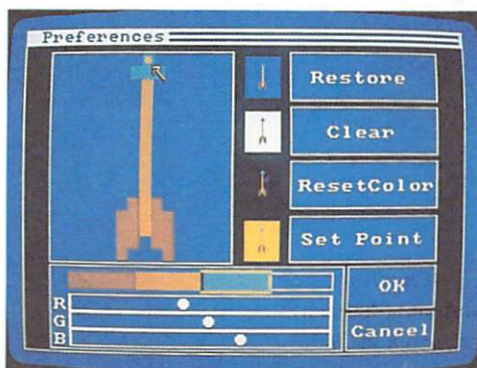 Preferences
Restore
Clear
ResetColor
Set Point
OK
R
G
B
Cancel